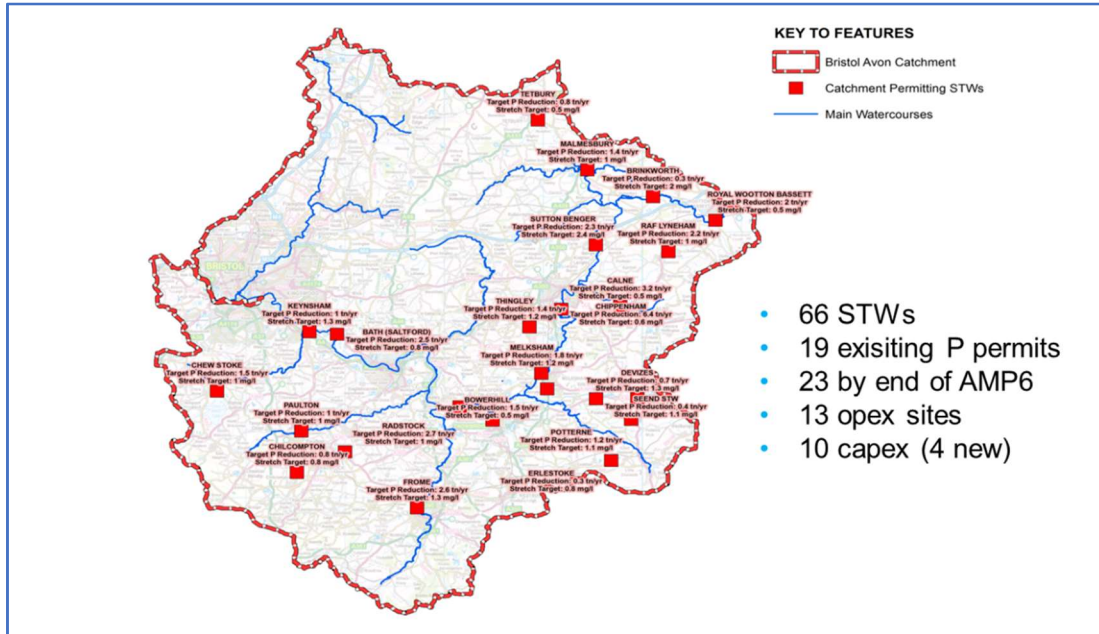 KEY TO FEATURES
Bristol Avon Catchment
Catchment Permitting STWs
Main Watercourses
TETBURY
Target P Reduction: 0.8 tn/yr
Stretch Target: 0.5 mg/l
MALMESBURY
Target P Reduction: 1.4 tn/yr
Stretch Target: 1 mg/l
BRINKWORTH
Target P Reduction: 0.3 tn/yr
Stretch Target: 2 mg/l
ROYAL WOOTTON BASSETT
Target P Reduction: 2 tn/yr
Stretch Target: 0.5 mg/l
SUTTON BENGER
Target P Reduction: 2.3 tn/yr
Stretch Target: 2.4 mg/l
RAF LYNEHAM
Target P Reduction: 2.2 tn/yr
Stretch Target: 1 mg/l
BRISTOL
CALNE
Target P Reduction: 3.2 tn/yr
Stretch Target: 0.5 mg/l
THINGLEY
Target P Reduction: 1.4 tn/yr
Stretch Target: 1.2 mg/l
CHIPPENHAM
Target P Reduction: 6.4 tn/yr
Stretch Target: 0.6 mg/l
KEYNSHAM
Target P Reduction: 1 tn/yr
Stretch Target: 1.3 mg/l
BATH (SALTFORD)
Target P Reduction: 2.5 tn/yr
Stretch Target: 0.8 mg/l
MELKSHAM
Target P Reduction: 1.8 tn/yr
Stretch Target: 1.2 mg/l
CHEW STOKE
Target P Reduction: 1.5 tn/yr
Stretch Target: 1 mg/l
DEVIZES
Target P Reduction: 0.7 tn/yr
Stretch Target: 1.3 mg/l
SEEND STW
Target P Reduction: 0.4 tn/yr
Stretch Target: 1.1 mg/l
BOWERHILL
Target P Reduction: 1.5 tn/yr
Stretch Target: 0.5 mg/l
PAULTON
Target P Reduction: 1 tn/yr
Stretch Target: 1 mg/l
RADSTOCK
Target P Reduction: 2.7 tn/yr
Stretch Target: 1 mg/l
POTTERNE
Target P Reduction: 1.2 tn/yr
Stretch Target: 1.1 mg/l
CHILCOMPTON
Target P Reduction: 0.8 tn/yr
Stretch Target: 0.8 mg/l
ERLESTOKE
Target P Reduction: 0.3 tn/yr
Stretch Target: 0.8 mg/l
FROME
Target P Reduction: 2.6 tn/yr
Stretch Target: 1.3 mg/l
• 66 STWs
• 19 exisiting P permits
• 23 by end of AMP6
• 13 opex sites
• 10 capex (4 new)